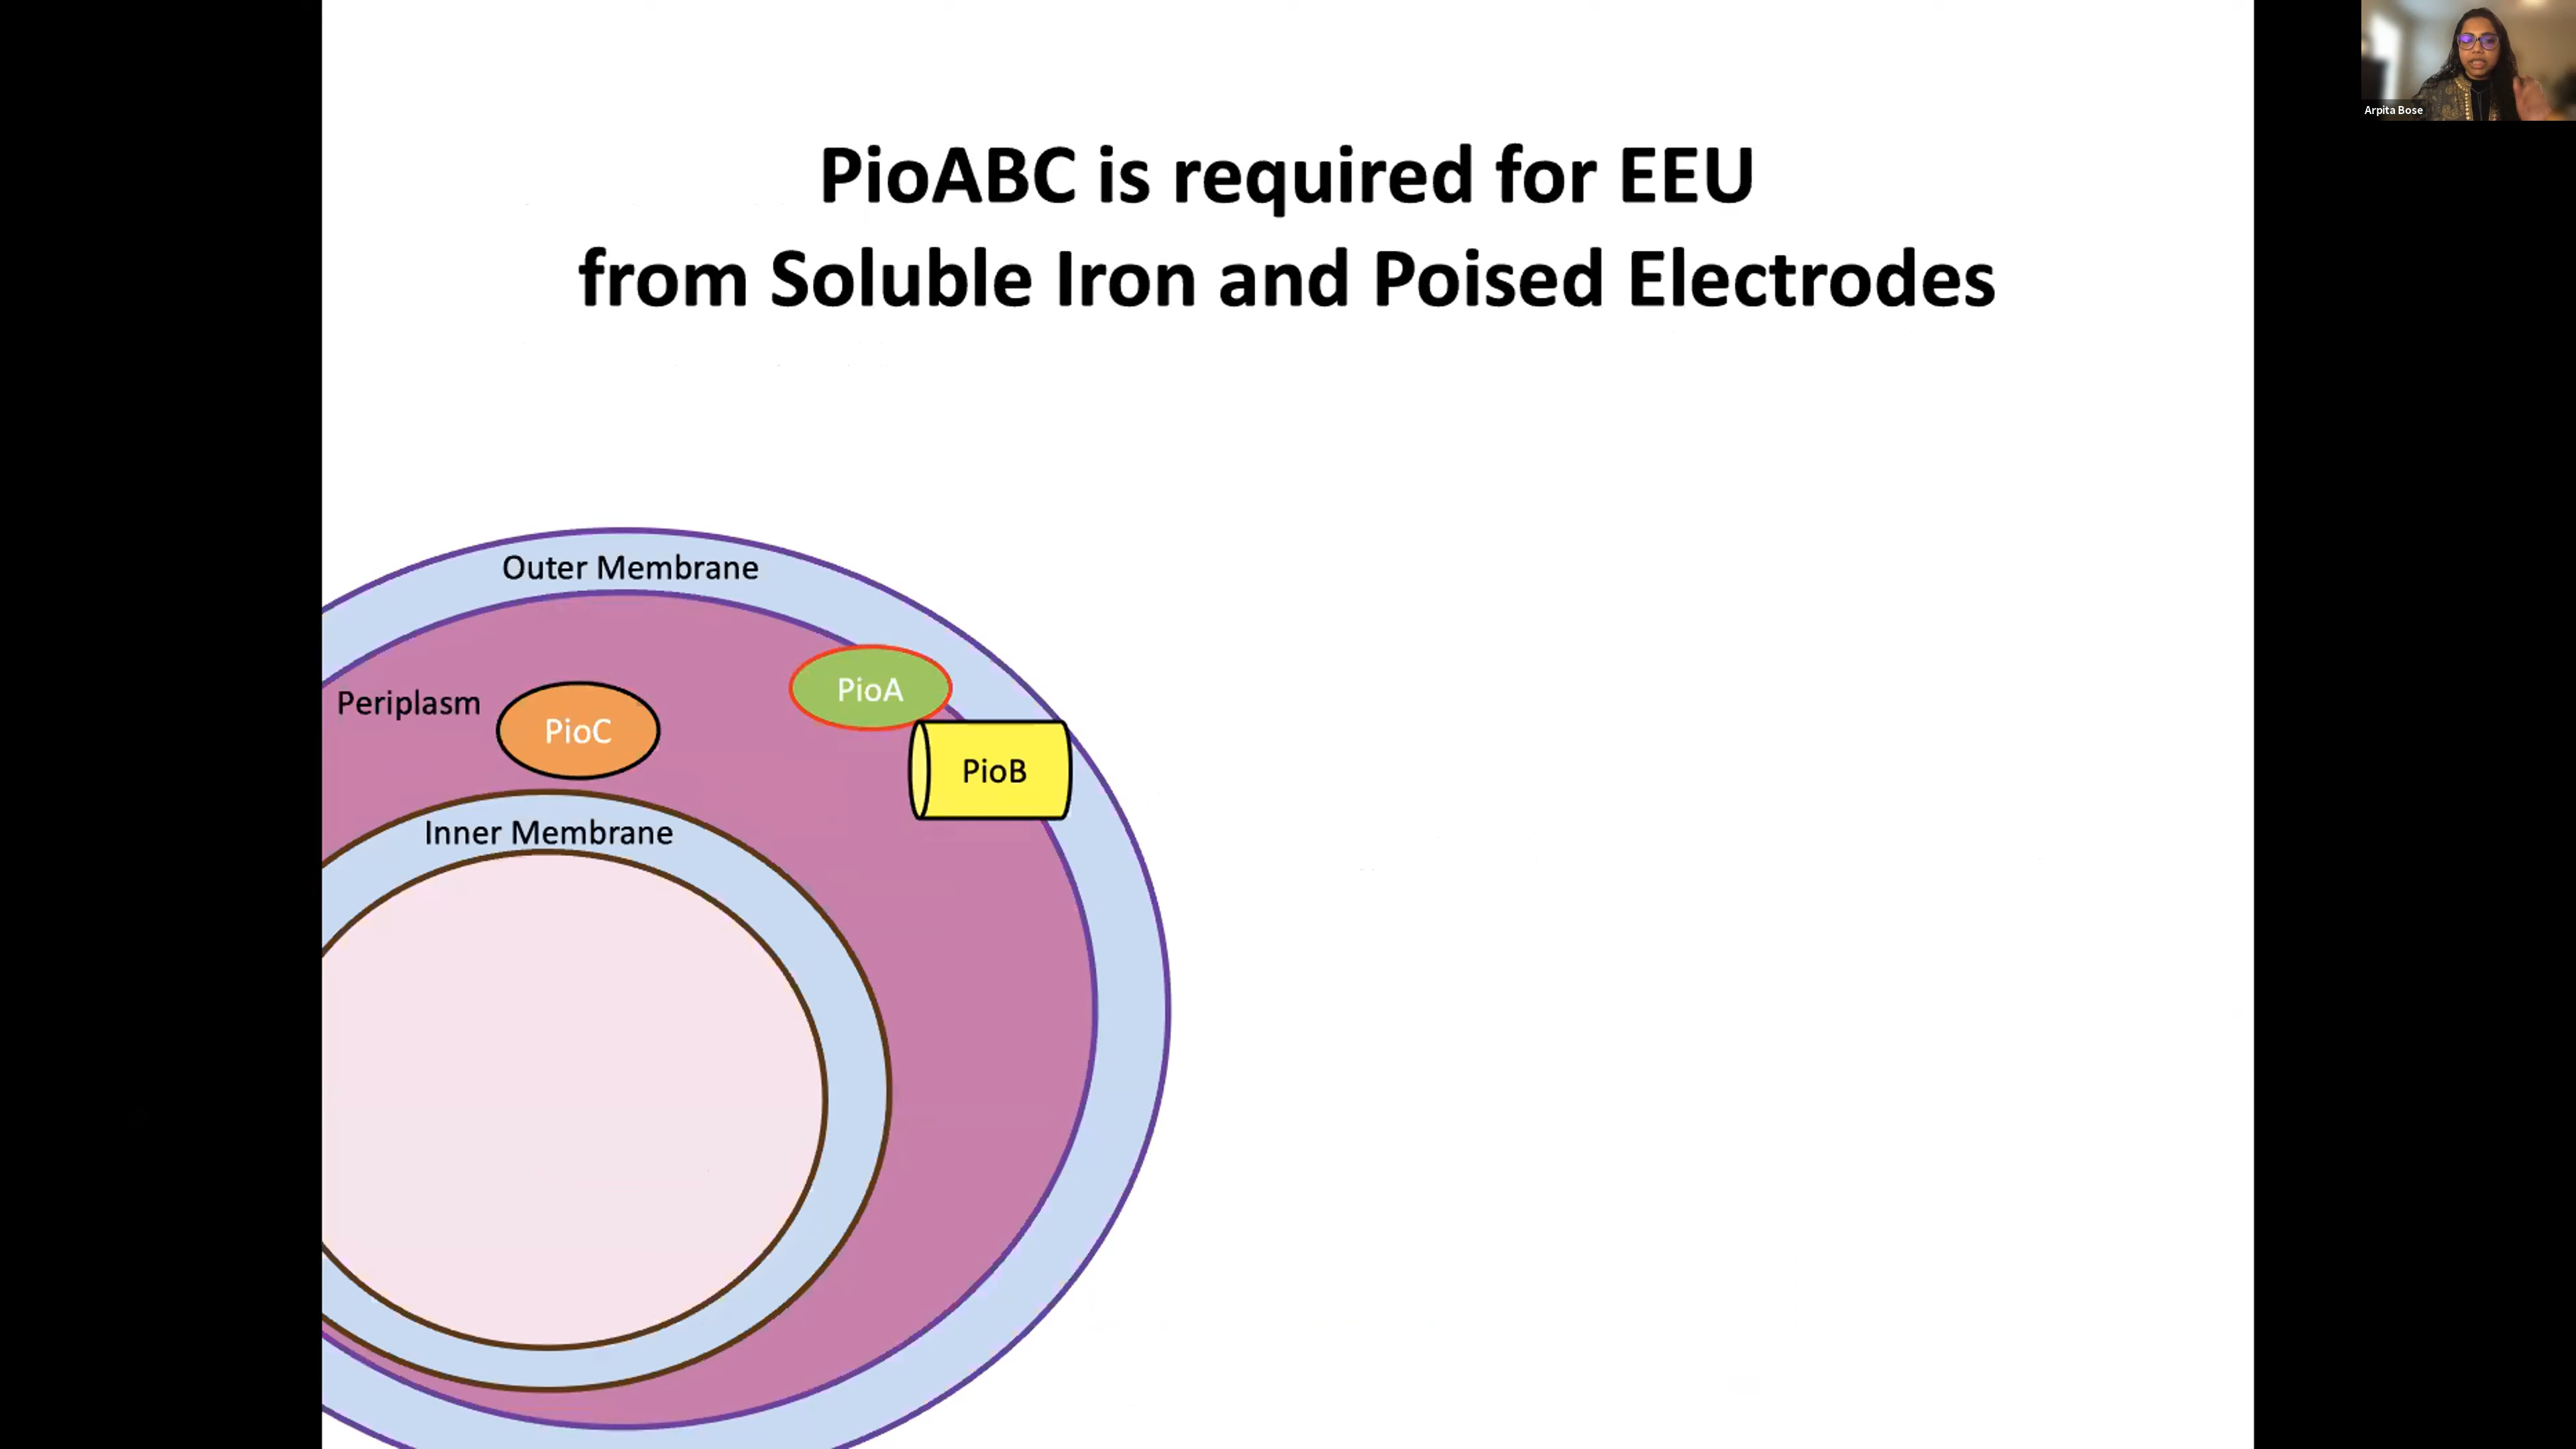 Arpita Bose
PioABC is required for EEU
from Soluble Iron and Poised Electrodes
Outer Membrane
PioA
Periplasm
PioC
PioB
Inner Membrane